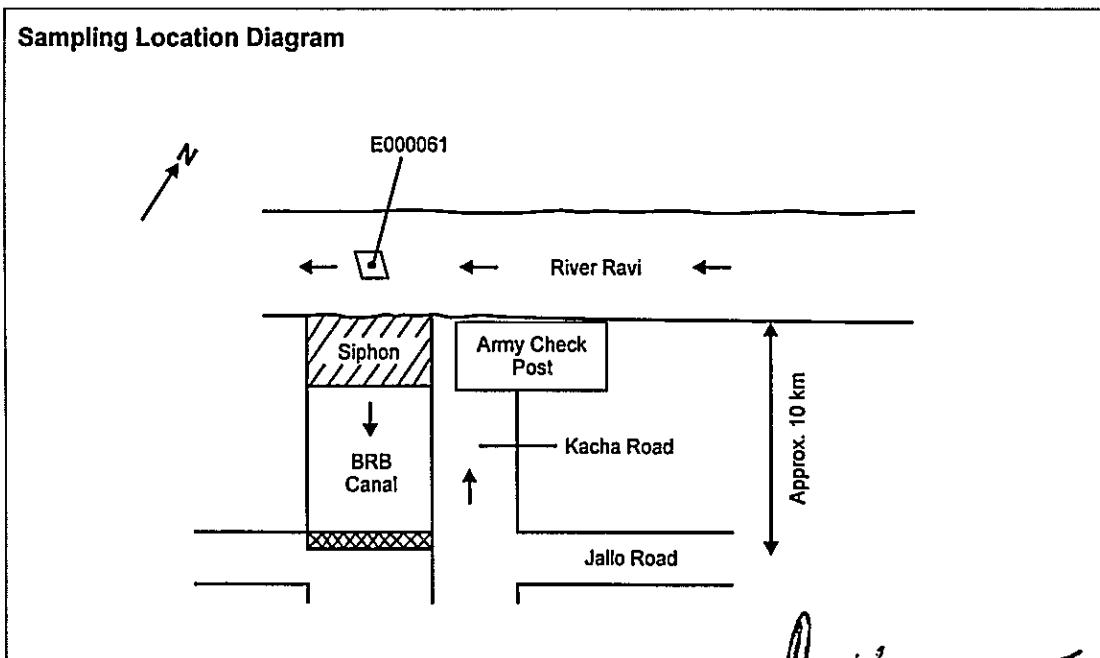 Sampling Location Diagram
N
E000061
River Ravi
Siphon
Army Check
Post
Kacha Road
BRB
Canal
Approx. 10 km
Jallo Road